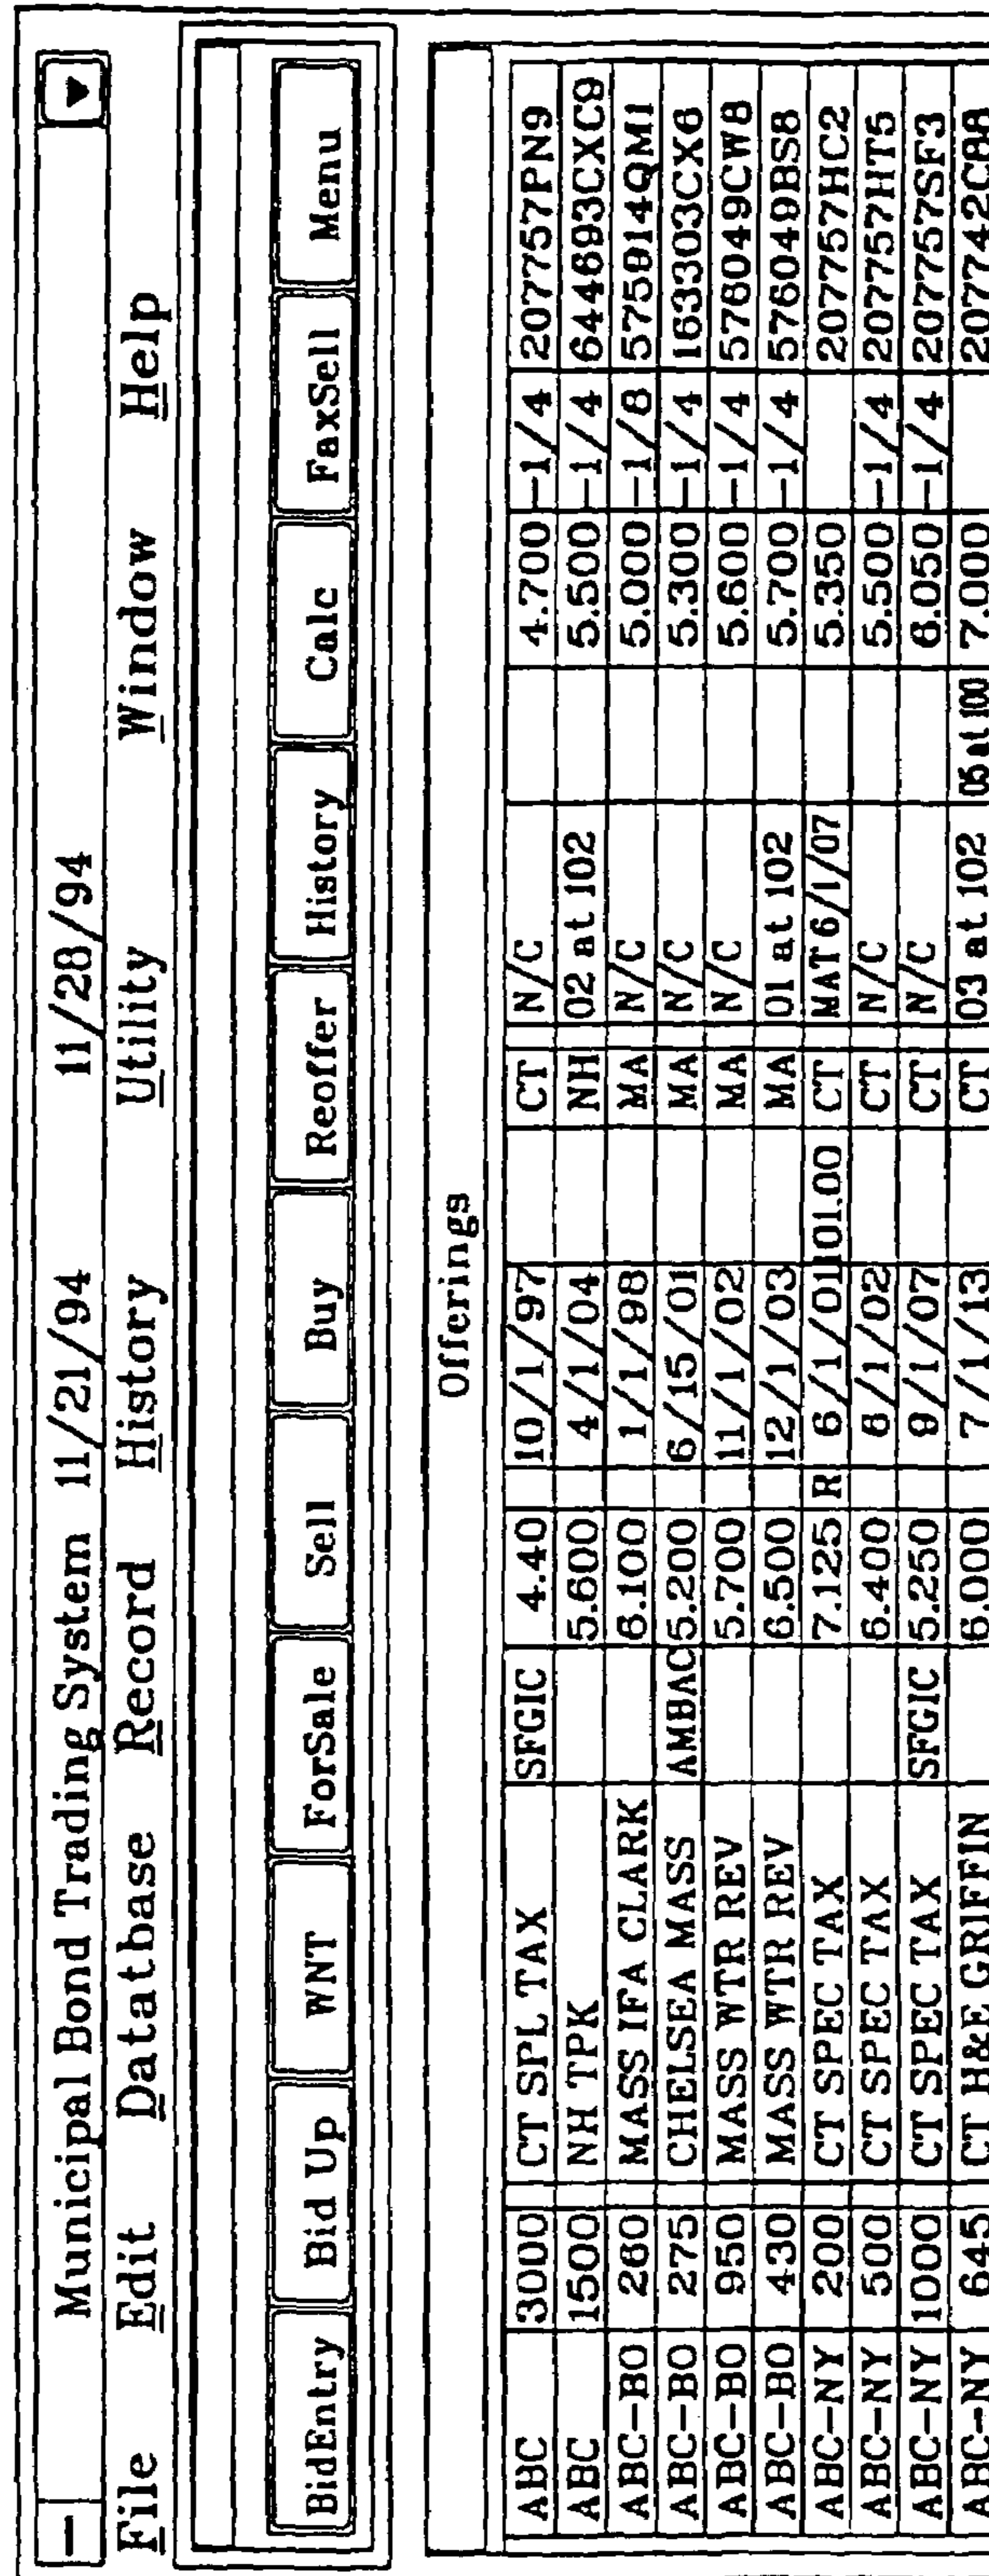 Municipal Bond Trading System 11/21/94 11/28/94
File Edit Datatbase Record History Utility Window Help
BidEntry Bid Up WNT ForSale Sell Buy Reoffer History Calc FaxSell Menu
Offerings
ABC 3000 CT SPL TAX SFGIC 4.40 10/1/97 CT N/C 4.700 -1/4 207757PN9
ABC 1500 NH TPK 5.600 4/1/04 NH 02 at 102 5.500 -1/4 644693CXC9
ABC-BO 260 MASS IFA CLARK 6.100 1/1/98 MA N/C 5.000 -1/8 575914QM1
ABC-BO 275 CHELSEA MASS AMBAC 5.200 6/15/01 MA N/C 5.300 -1/4 163303CX6
ABC-BO 950 MASS WTR REV 5.700 11/1/02 MA N/C 5.600 -1/4 576049CW8
ABC-BO 430 MASS WTR REV 6.500 12/1/03 MA 01 at 102 5.700 -1/4 576049BS8
ABC-NY 200 CT SPEC TAX 7.125 R 6/1/01 101.00 CT MAT 6/1/07 5.350 207757HC2
ABC-NY 500 CT SPEC TAX 6.400 6/1/02 CT N/C 5.500 -1/4 207757HT5
ABC-NY 1000 CT SPEC TAX SFGIC 5.250 9/1/07 CT N/C 6.050 -1/4 207757SF3
ABC-NY 645 CT H&E GRIFFIN 6.000 7/1/13 CT 03 at 102 05 at 100 7.000